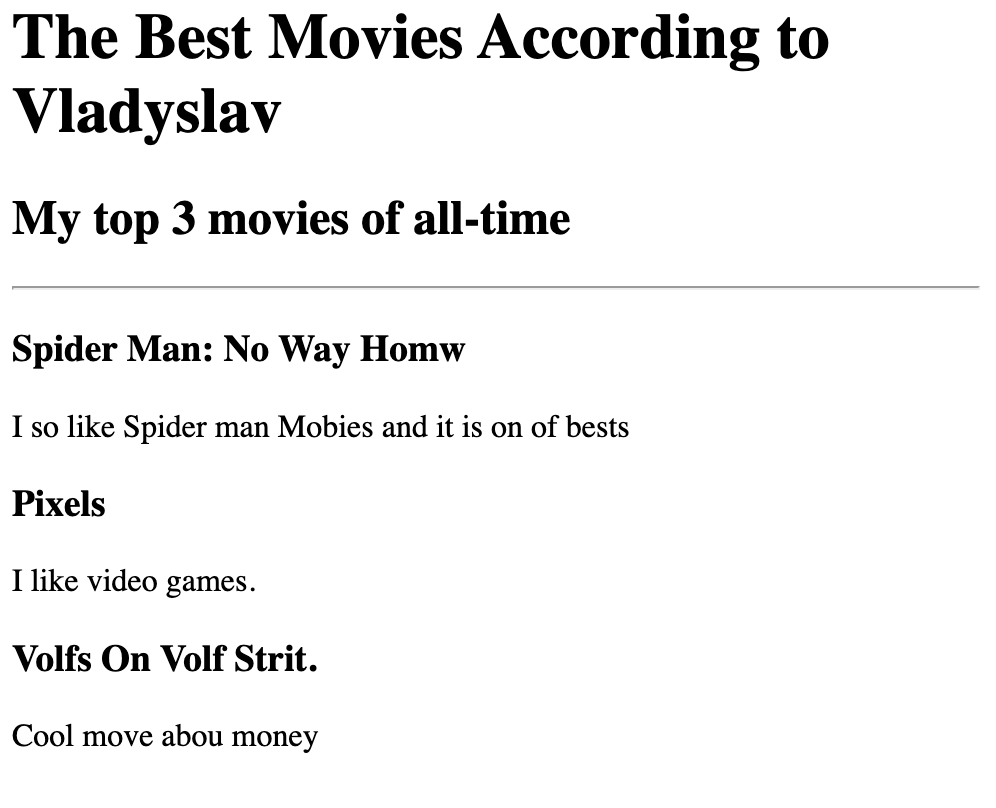 The Best Movies According to
Vladyslav
My top 3 movies of all-time
Spider Man: No Way Homw
I so like Spider man Mobies and it is on of bests
Pixels
I like video games.
Volfs On Volf Strit.
Cool move abou money